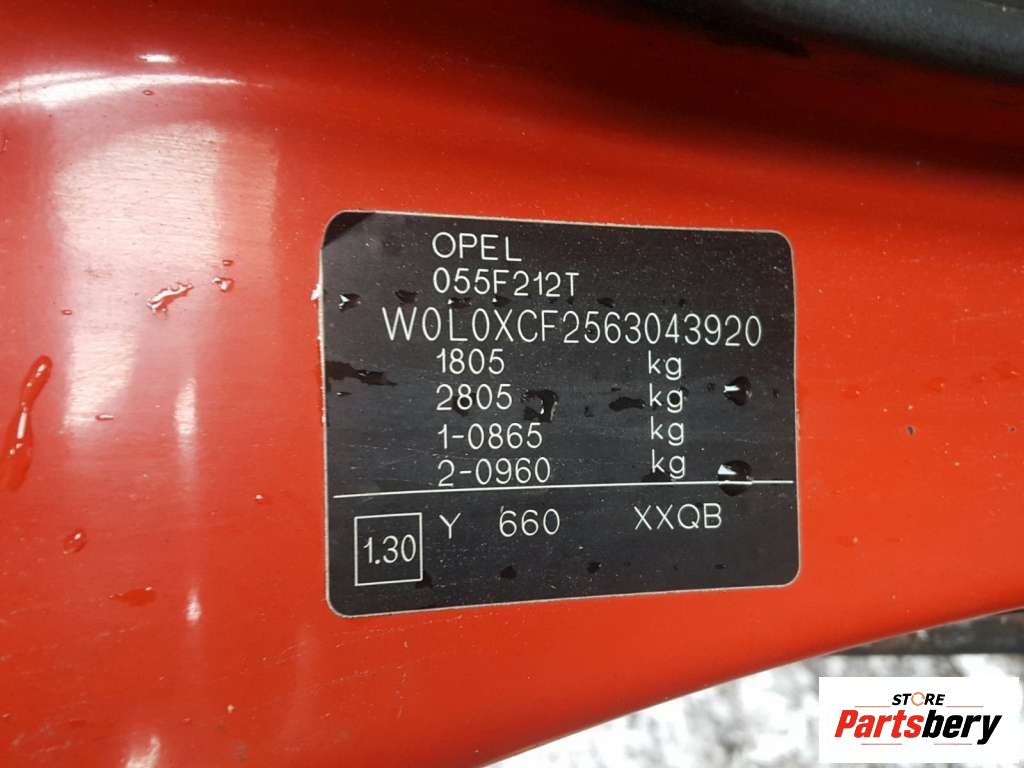 OPEL
055F212T
W0L0XCF2563043920
1805 kg
2805 kg
1-0865 kg
2-0960 kg
1.30 Y 660 XXQB
STORE
Partsbery